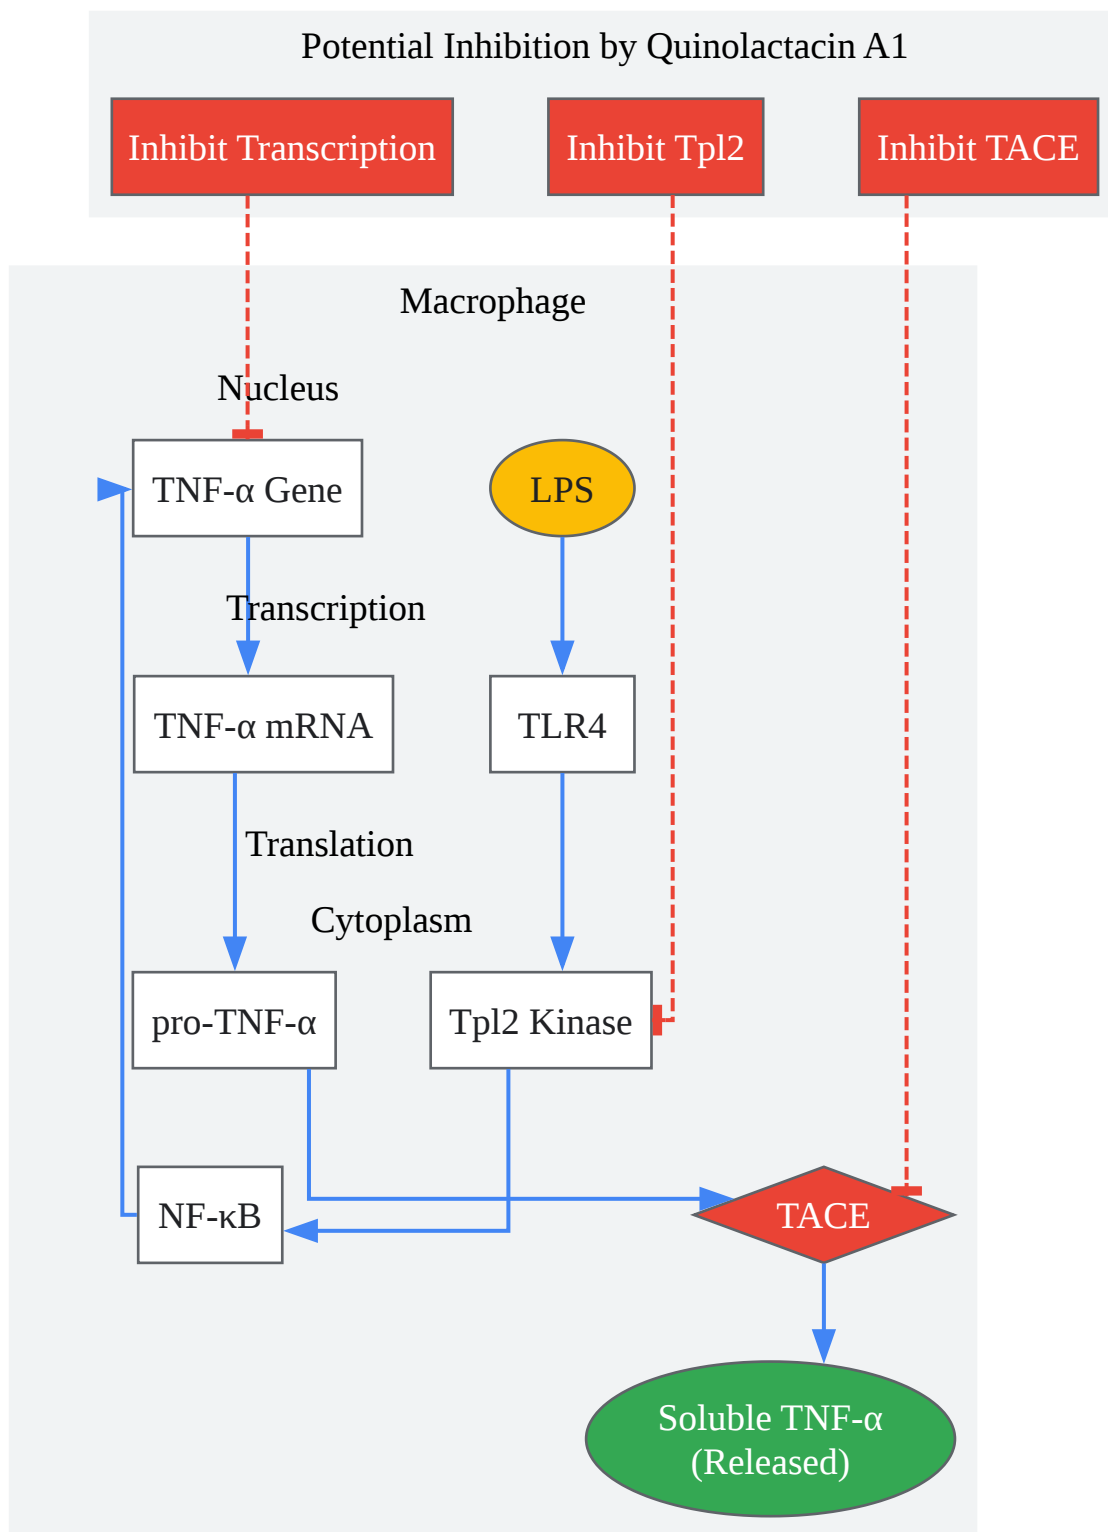 Potential Inhibition by Quinolactacin A1
Inhibit Transcription
Inhibit Tpl2
Inhibit TACE
Macrophage
Nucleus
TNF-α Gene
LPS
Transcription
TNF-α mRNA
TLR4
Translation
Cytoplasm
pro-TNF-α
Tpl2 Kinase
NF-κB
TACE
Soluble TNF-α
(Released)